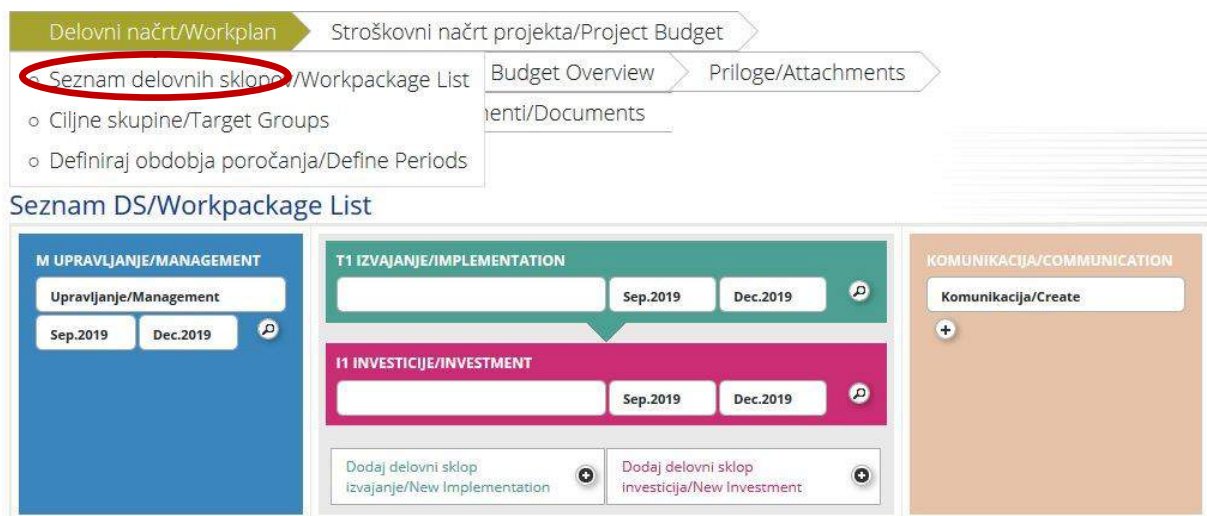 Delovni načrt/Workplan
Stroškovni načrt projekta/Project Budget
Seznam delovnih sklopov/Workpackage List
Budget Overview
Priloge/Attachments
Ciljne skupine/Target Groups
enti/Documents
Definiraj obdobja poročanja/Define Periods
Seznam DS/Workpackage List
M UPRAVLJANJE/MANAGEMENT
Upravljanje/Management
Sep.2019
Dec.2019
T1 IZVAJANJE/IMPLEMENTATION
Sep.2019
Dec.2019
I1 INVESTICIJE/INVESTMENT
Sep.2019
Dec.2019
Dodaj delovni sklop
izvajanje/New Implementation
Dodaj delovni sklop
investicija/New Investment
KOMUNIKACIJA/COMMUNICATION
Komunikacija/Create